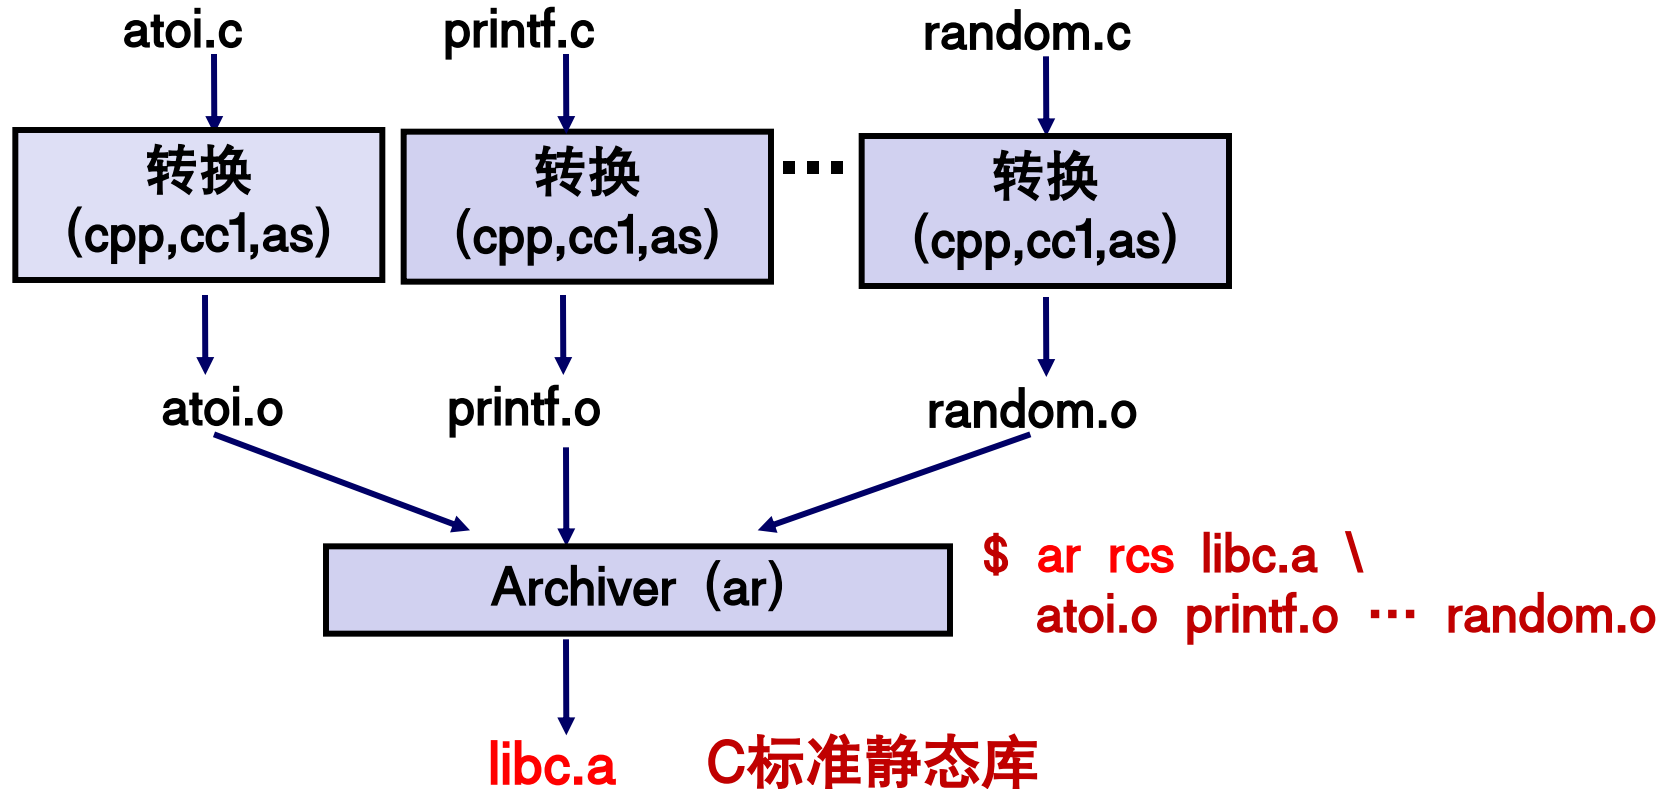 atoi.c
printf.c
random.c
转换
(cpp,cc1,as)
转换
(cpp,cc1,as)
...
转换
(cpp,cc1,as)
atoi.o
printf.o
random.o
Archiver (ar)
$ ar rcs libc.a \
atoi.o printf.o … random.o
libc.a
C标准静态库